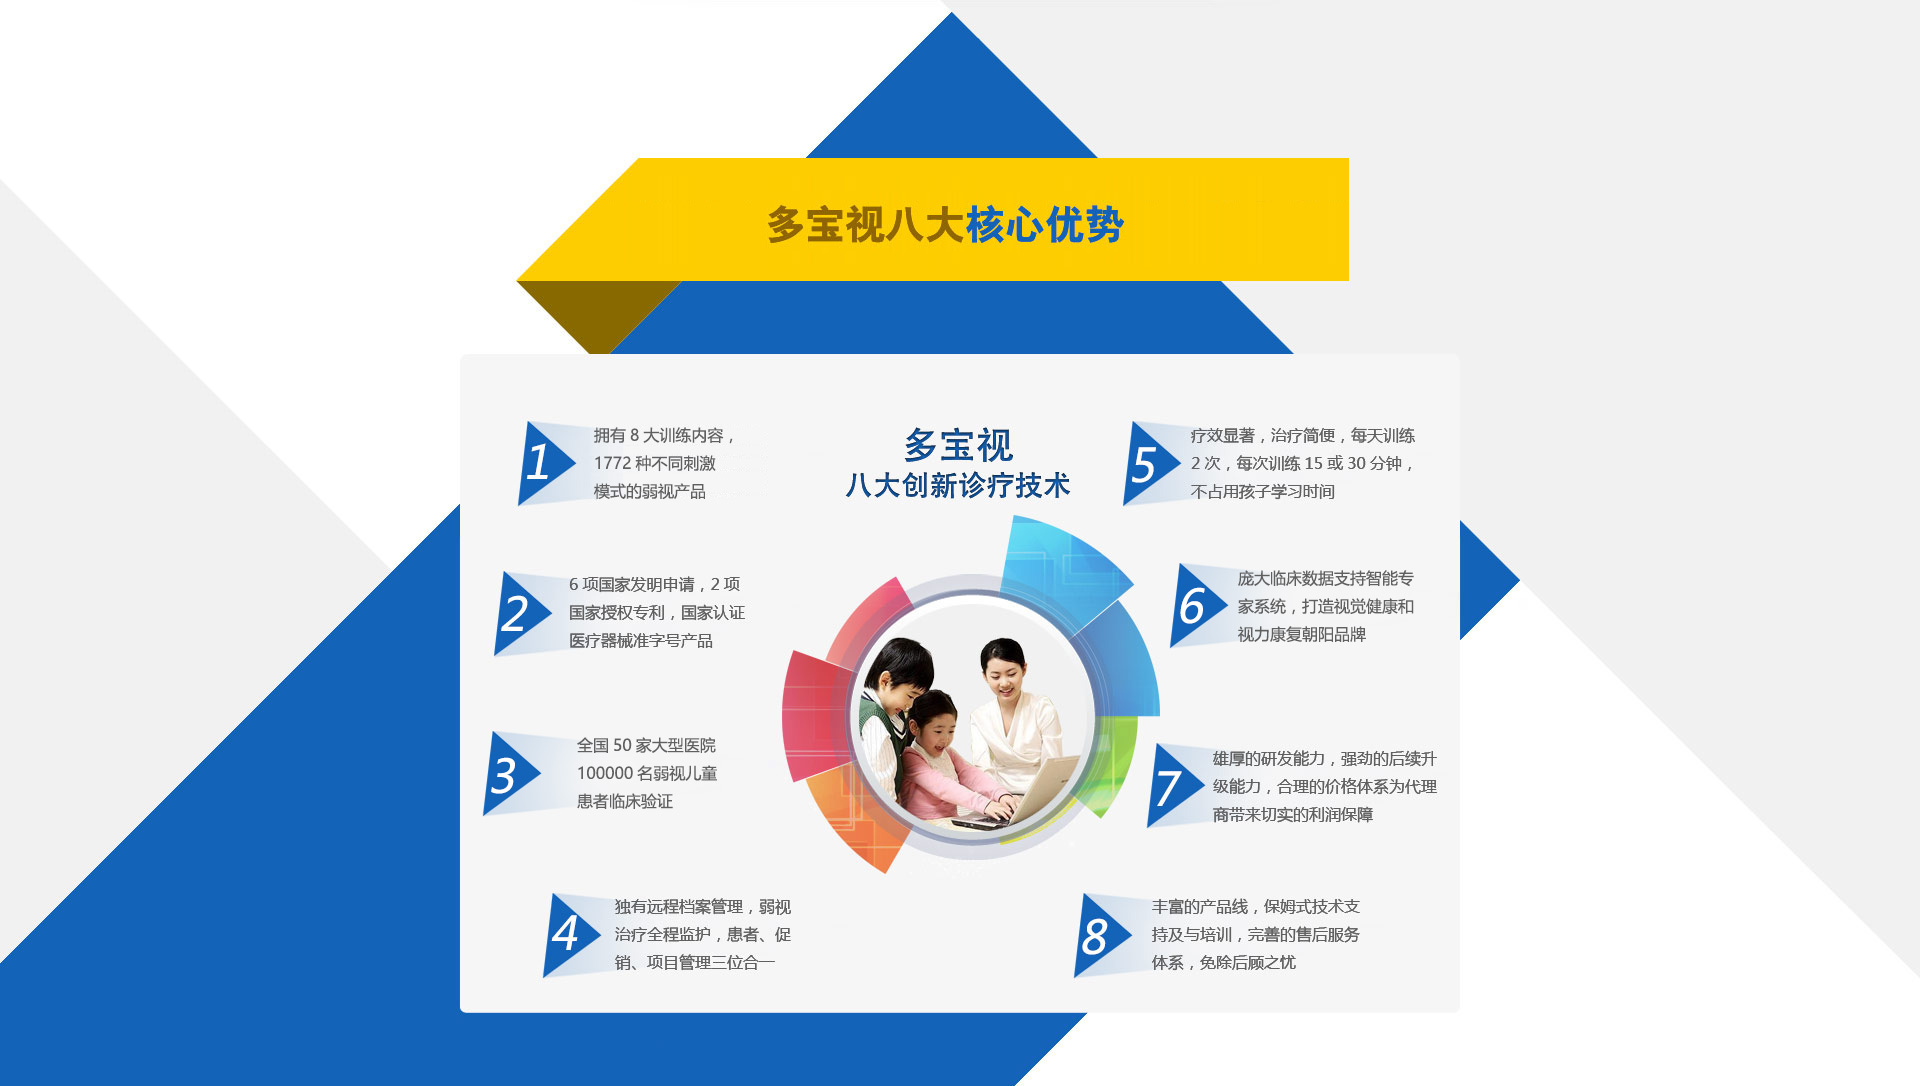 多宝视八大核心优势
多宝视
八大创新诊疗技术
1
拥有 8 大训练内容，
1772 种不同刺激
模式的弱视产品
2
6 项国家发明申请，2 项
国家授权专利，国家认证
医疗器械准字号产品
3
全国 50 家大型医院
100000 名弱视儿童
患者临床验证
4
独有远程档案管理，弱视
治疗全程监护，患者、促
销、项目管理三位合一
5
疗效显著，治疗简便，每天训练
2 次，每次训练 15 或 30 分钟，
不占用孩子学习时间
6
庞大临床数据支持智能专
家系统，打造视觉健康和
视力康复朝阳品牌
7
雄厚的研发能力，强劲的后续升
级能力，合理的价格体系为代理
商带来切实的利润保障
8
丰富的产品线，保姆式技术支
持及与培训，完善的售后服务
体系，免除后顾之忧